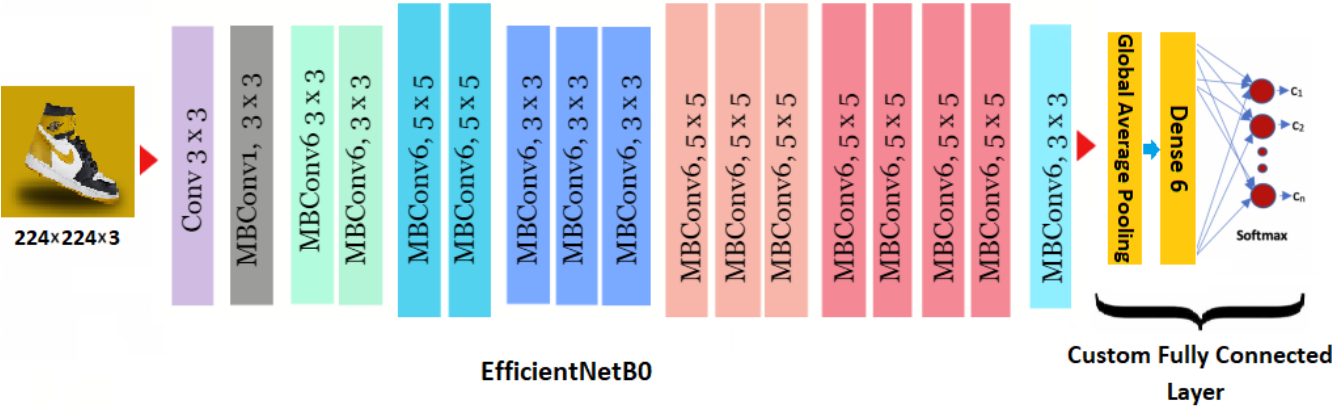 224×224×3
Conv 3 x 3
MBConv1, 3 x 3
MBConv6 3 x 3
MBConv6, 3 x 3
MBConv6, 5 x 5
MBConv6, 5 x 5
MBConv6, 3 x 3
MBConv6, 3 x 3
MBConv6, 3 x 3
MBConv6, 5 x 5
MBConv6, 5 x 5
MBConv6, 5 x 5
MBConv6, 5 x 5
MBConv6, 5 x 5
MBConv6, 5 x 5
MBConv6, 5 x 5
MBConv6, 3 x 3
Global Average Pooling
Dense 6
C1
C2
Cn
Softmax
EfficientNetB0
Custom Fully Connected
Layer